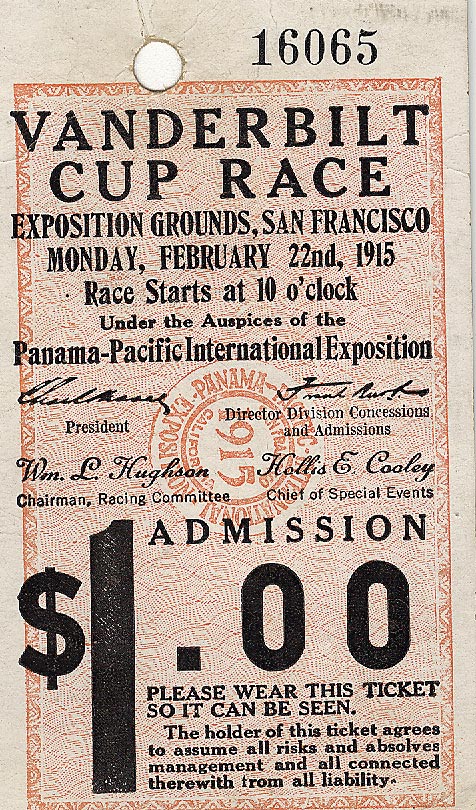 16065
VANDERBILT
CUP RACE
EXPOSITION GROUNDS, SAN FRANCISCO
MONDAY, FEBRUARY 22nd, 1915
Race Starts at 10 o'clock
Under the Auspices of the
Panama-Pacific International Exposition
President
Director Division Concessions
and Admissions
Wm. L. Hughson
Chairman, Racing Committee
Hollis E. Cooley
Chief of Special Events
PANAMA-PACIFIC INTERNATIONAL EXPOSITION
1915
ADMISSION
$1.00
PLEASE WEAR THIS TICKET
SO IT CAN BE SEEN.
The holder of this ticket agrees
to assume all risks and absolves
management and all connected
therewith from all liability.